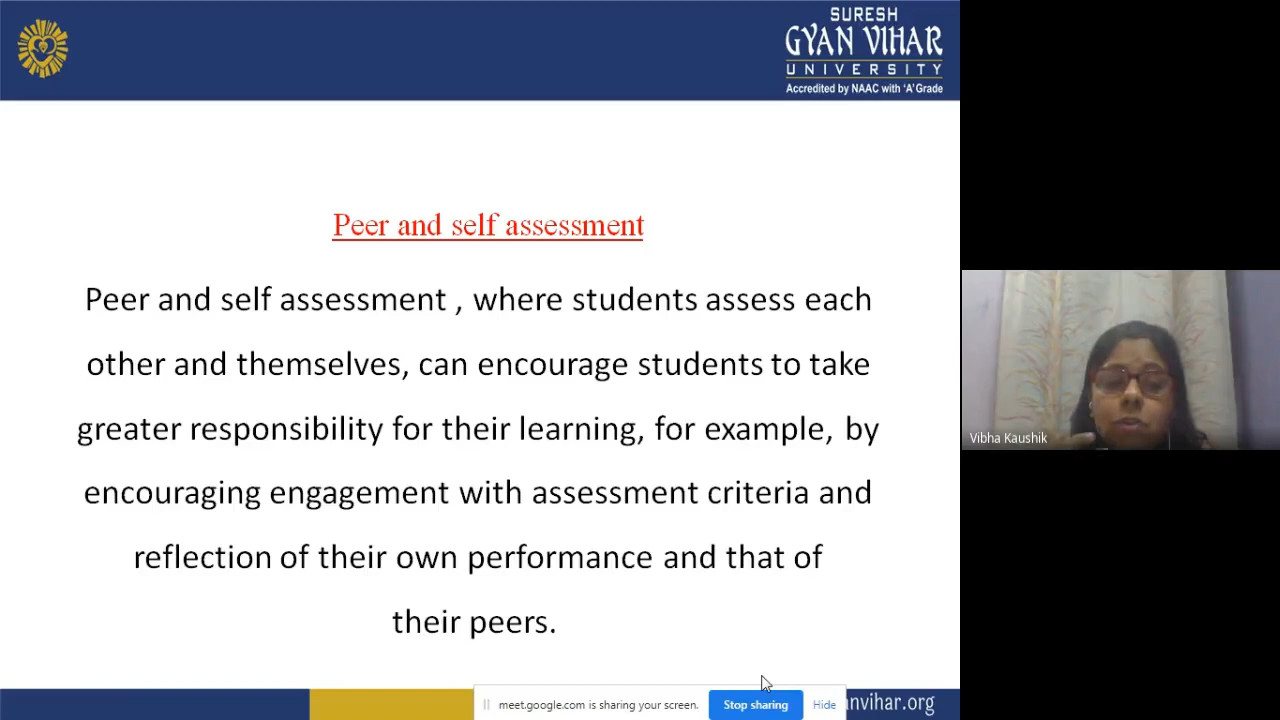 SURESH
GYAN VIHAR
UNIVERSITY
Accredited by NAAC with 'A' Grade
Peer and self assessment
Peer and self assessment , where students assess each
other and themselves, can encourage students to take
greater responsibility for their learning, for example, by
encouraging engagement with assessment criteria and
reflection of their own performance and that of
their peers.
Vibha Kaushik
meet.google.com is sharing your screen.
Stop sharing
Hide
anvihar.org